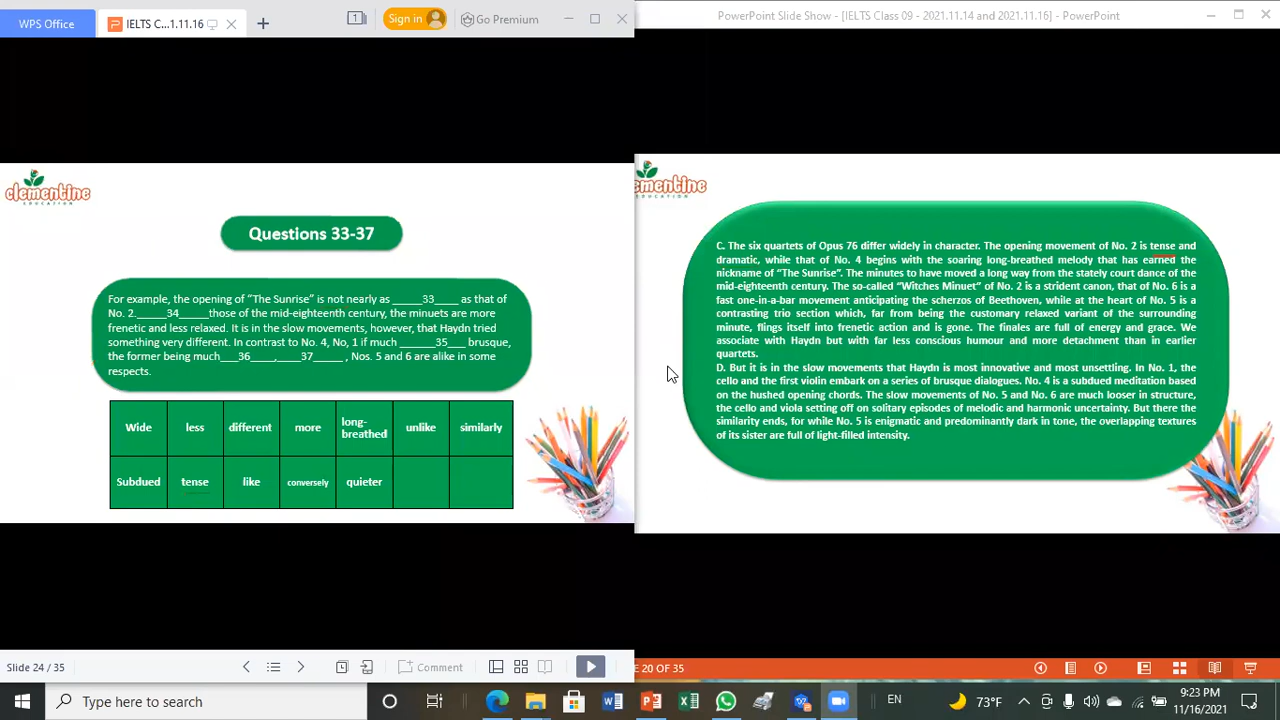 WPS Office
IELTS C...1.11.16
1
Sign in
Go Premium
PowerPoint Slide Show - [IELTS Class 09 - 2021.11.14 and 2021.11.16] - PowerPoint
clementine
EDUCATION
Questions 33-37
For example, the opening of “The Sunrise” is not nearly as _____33____ as that of
No. 2._____34_____those of the mid-eighteenth century, the minuets are more
frenetic and less relaxed. It is in the slow movements, however, that Haydn tried
something very different. In contrast to No. 4, No, 1 if much ______35___ brusque,
the former being much___36____,____37_____, Nos. 5 and 6 are alike in some
respects.
Wide less different more long-breathed unlike similarly
Subdued tense like conversely quieter
ementine
EDUCATION
C. The six quartets of Opus 76 differ widely in character. The opening movement of No. 2 is tense and
dramatic, while that of No. 4 begins with the soaring long-breathed melody that has earned the
nickname of “The Sunrise”. The minutes to have moved a long way from the stately court dance of the
mid-eighteenth century. The so-called “Witches Minuet” of No. 2 is a strident canon, that of No. 6 is a
fast one-in-a-bar movement anticipating the scherzos of Beethoven, while at the heart of No. 5 is a
contrasting trio section which, far from being the customary relaxed variant of the surrounding
minute, flings itself into frenetic action and is gone. The finales are full of energy and grace. We
associate with Haydn but with far less conscious humour and more detachment than in earlier
quartets.
D. But it is in the slow movements that Haydn is most innovative and most unsettling. In No. 1, the
cello and the first violin embark on a series of brusque dialogues. No. 4 is a subdued meditation based
on the hushed opening chords. The slow movements of No. 5 and No. 6 are much looser in structure,
the cello and viola setting off on solitary episodes of melodic and harmonic uncertainty. But there the
similarity ends, for while No. 5 is enigmatic and predominantly dark in tone, the overlapping textures
of its sister are full of light-filled intensity.
Slide 24 / 35
Comment
E 20 OF 35
Type here to search
EN
73°F
9:23 PM
11/16/2021